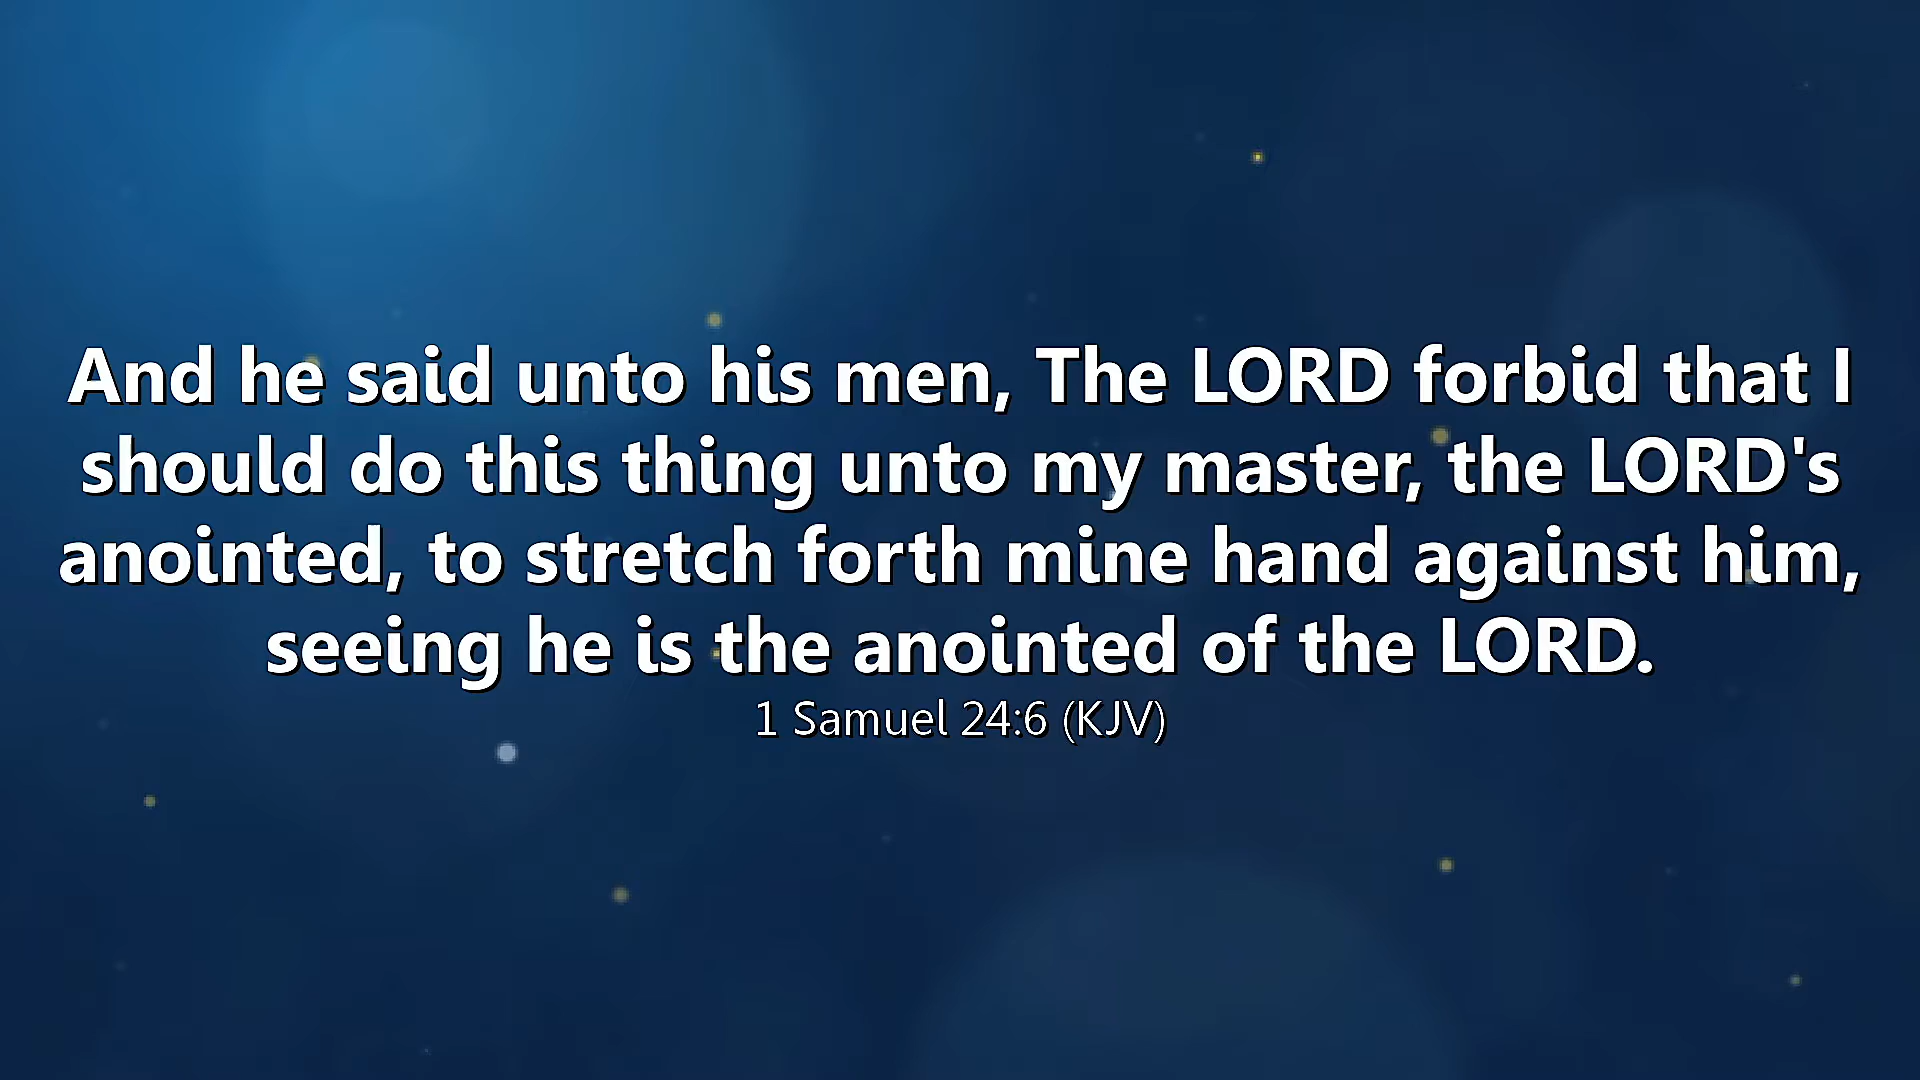 And he said unto his men, The LORD forbid that I
should do this thing unto my master, the LORD's
anointed, to stretch forth mine hand against him,
seeing he is the anointed of the LORD.
1 Samuel 24:6 (KJV)